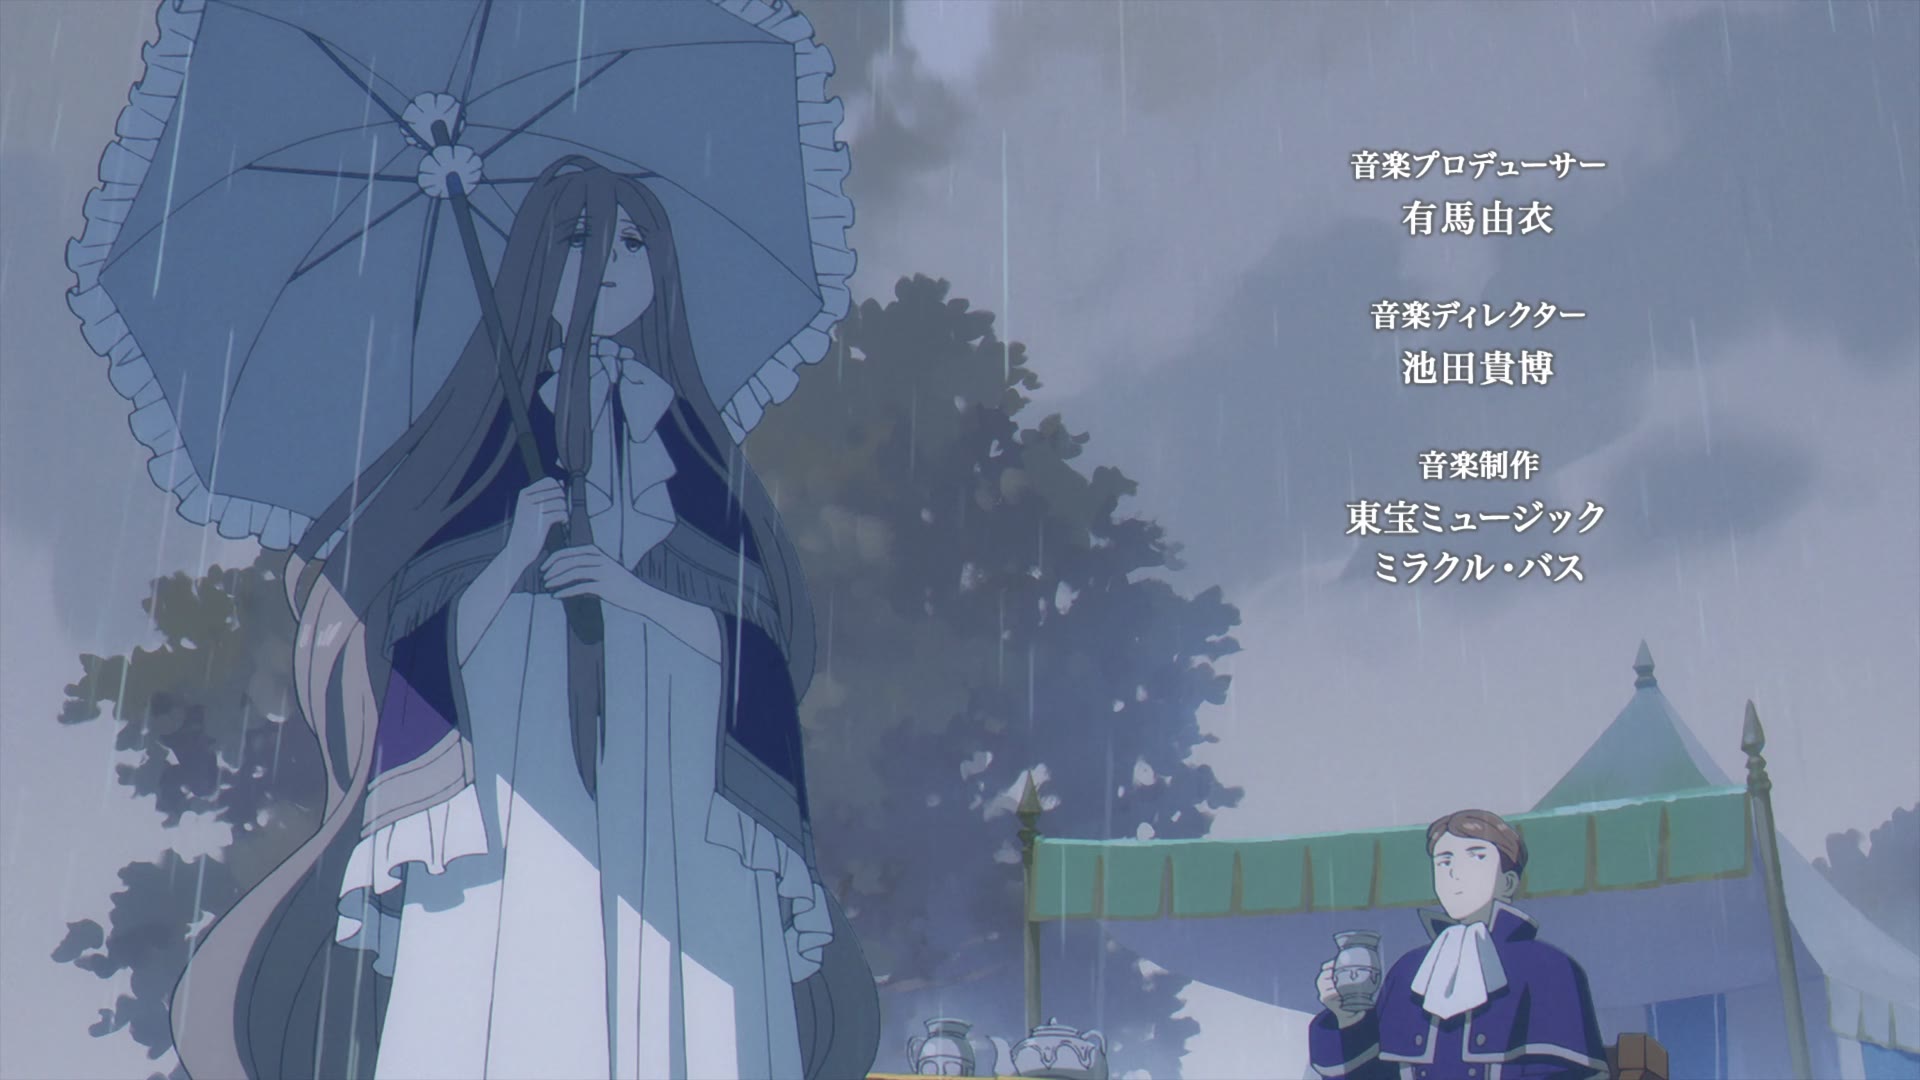 音楽プロデューサー
有馬由衣
音楽ディレクター
池田貴博
音楽制作
東宝ミュージック
ミラクル・バス